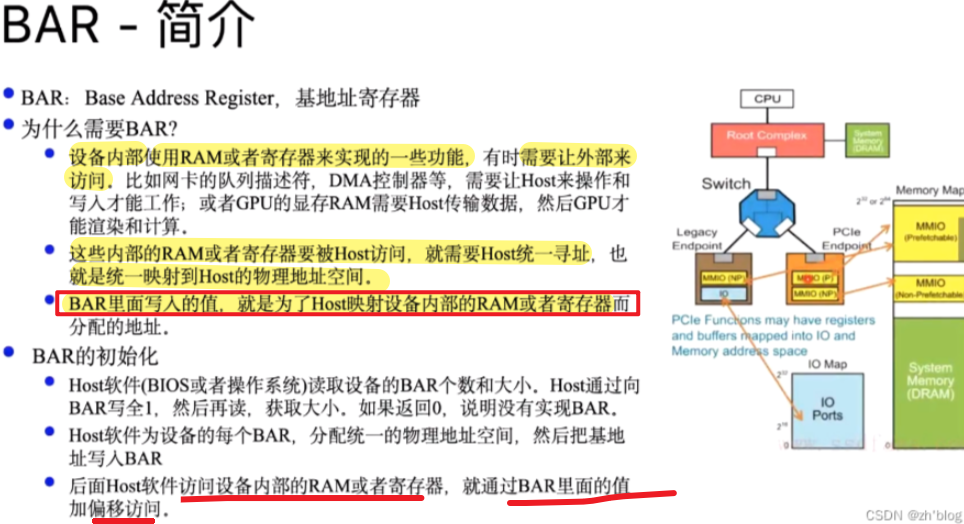 BAR - 简介
BAR：Base Address Register，基地址寄存器
为什么需要BAR?
设备内部使用RAM或者寄存器来实现的一些功能，有时需要让外部来
访问．比如网卡的队列描述符，DMA控制器等，需要让Host来操作和
写入才能工作；或者GPU的显存RAM需要Host传输数据，然后GPU才
能渲染和计算。
这些内部的RAM或者寄存器要被Host访问，就需要Host统一寻址，也
就是统一映射到Host的物理地址空间。
BAR里面写入的值，就是为了Host映射设备内部的RAM或者寄存器而
分配的地址。
BAR的初始化
Host软件(BIOS或者操作系统)读取设备的BAR个数和大小。Host通过向
BAR写全1，然后再读，获取大小．如果返回0，说明没有实现BAR。
Host软件为设备的每个BAR，分配统一的物理地址空间，然后把基地
址写入BAR
后面Host软件访问设备内部的RAM或者寄存器，就通过BAR里面的值
加偏移访问。
CPU
Root Complex
System
Memory
(DRAM)
Switch
Legacy
Endpoint
PCIe
Endpoint
MMIO (NP)
IO
MMIO (P)
MMIO (NP)
Memory Map
2³² or 2⁶⁴
MMIO
(Prefetchable)
MMIO
(Non-Prefetchable)
System
Memory
(DRAM)
0
PCIe Functions may have registers
and buffers mapped into IO and
Memory address space
IO Map
2³²
IO
Ports
2¹⁶
0
CSDN @zh'blog